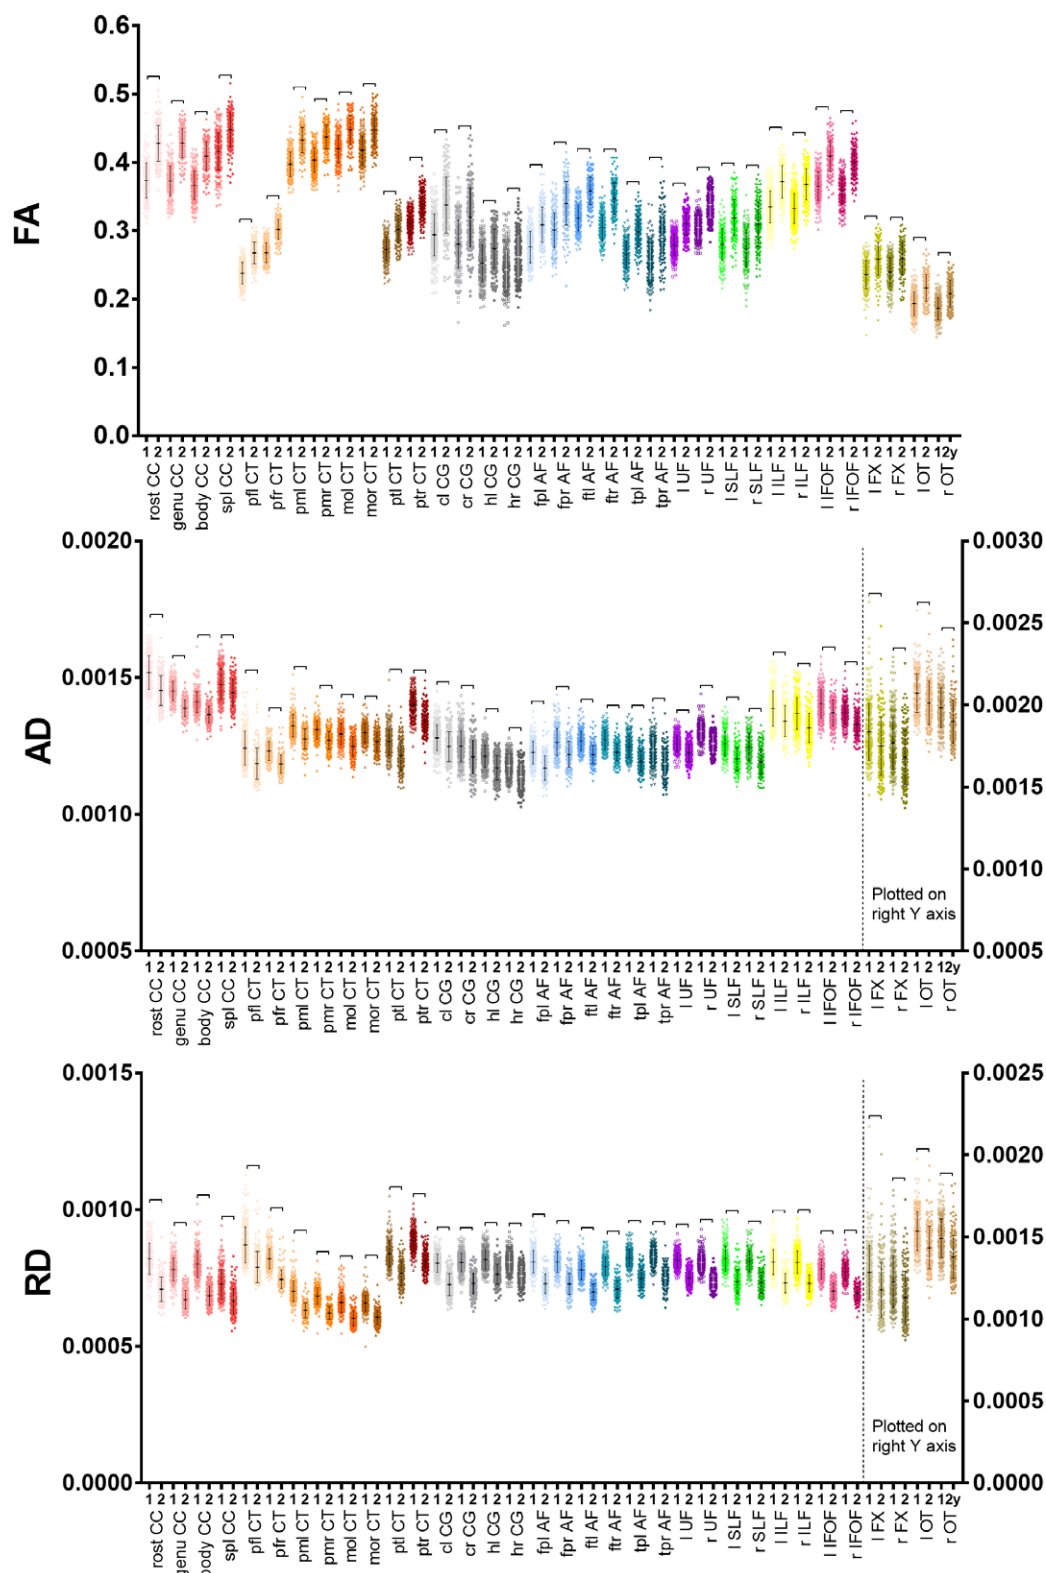 FA
0.6
0.5
0.4
0.3
0.2
0.1
0.0
1 2 1 2 1 2 1 2 1 2 1 2 1 2 1 2 1 2 1 2 1 2 1 2 1 2 1 2 1 2 1 2 1 2 1 2 1 2 1 2 1 2 1 2 1 2 1 2 1 2 1 2 1 2 1 2 1 2 1 2 1 2 1 2 1 2 1 2y
rost CC
genu CC
body CC
spl CC
pfl CT
pfr CT
pml CT
pmr CT
mol CT
mor CT
ptl CT
ptr CT
cl CG
cr CG
hl CG
hr CG
fpl AF
fpr AF
ftl AF
ftr AF
tpl AF
tpr AF
l UF
r UF
l SLF
r SLF
l ILF
r ILF
l IFOF
r IFOF
l FX
r FX
l OT
r OT
AD
0.0020
0.0015
0.0010
0.0005
0.0030
0.0025
0.0020
0.0015
0.0010
0.0005
Plotted on
right Y axis
1 2 1 2 1 2 1 2 1 2 1 2 1 2 1 2 1 2 1 2 1 2 1 2 1 2 1 2 1 2 1 2 1 2 1 2 1 2 1 2 1 2 1 2 1 2 1 2 1 2 1 2 1 2 1 2 1 2 1 2 1 2 1 2 1 2 1 2y
rost CC
genu CC
body CC
spl CC
pfl CT
pfr CT
pml CT
pmr CT
mol CT
mor CT
ptl CT
ptr CT
cl CG
cr CG
hl CG
hr CG
fpl AF
fpr AF
ftl AF
ftr AF
tpl AF
tpr AF
l UF
r UF
l SLF
r SLF
l ILF
r ILF
l IFOF
r IFOF
l FX
r FX
l OT
r OT
RD
0.0015
0.0010
0.0005
0.0000
0.0025
0.0020
0.0015
0.0010
0.0005
0.0000
Plotted on
right Y axis
1 2 1 2 1 2 1 2 1 2 1 2 1 2 1 2 1 2 1 2 1 2 1 2 1 2 1 2 1 2 1 2 1 2 1 2 1 2 1 2 1 2 1 2 1 2 1 2 1 2 1 2 1 2 1 2 1 2 1 2 1 2 1 2 1 2 1 2y
rost CC
genu CC
body CC
spl CC
pfl CT
pfr CT
pml CT
pmr CT
mol CT
mor CT
ptl CT
ptr CT
cl CG
cr CG
hl CG
hr CG
fpl AF
fpr AF
ftl AF
ftr AF
tpl AF
tpr AF
l UF
r UF
l SLF
r SLF
l ILF
r ILF
l IFOF
r IFOF
l FX
r FX
l OT
r OT